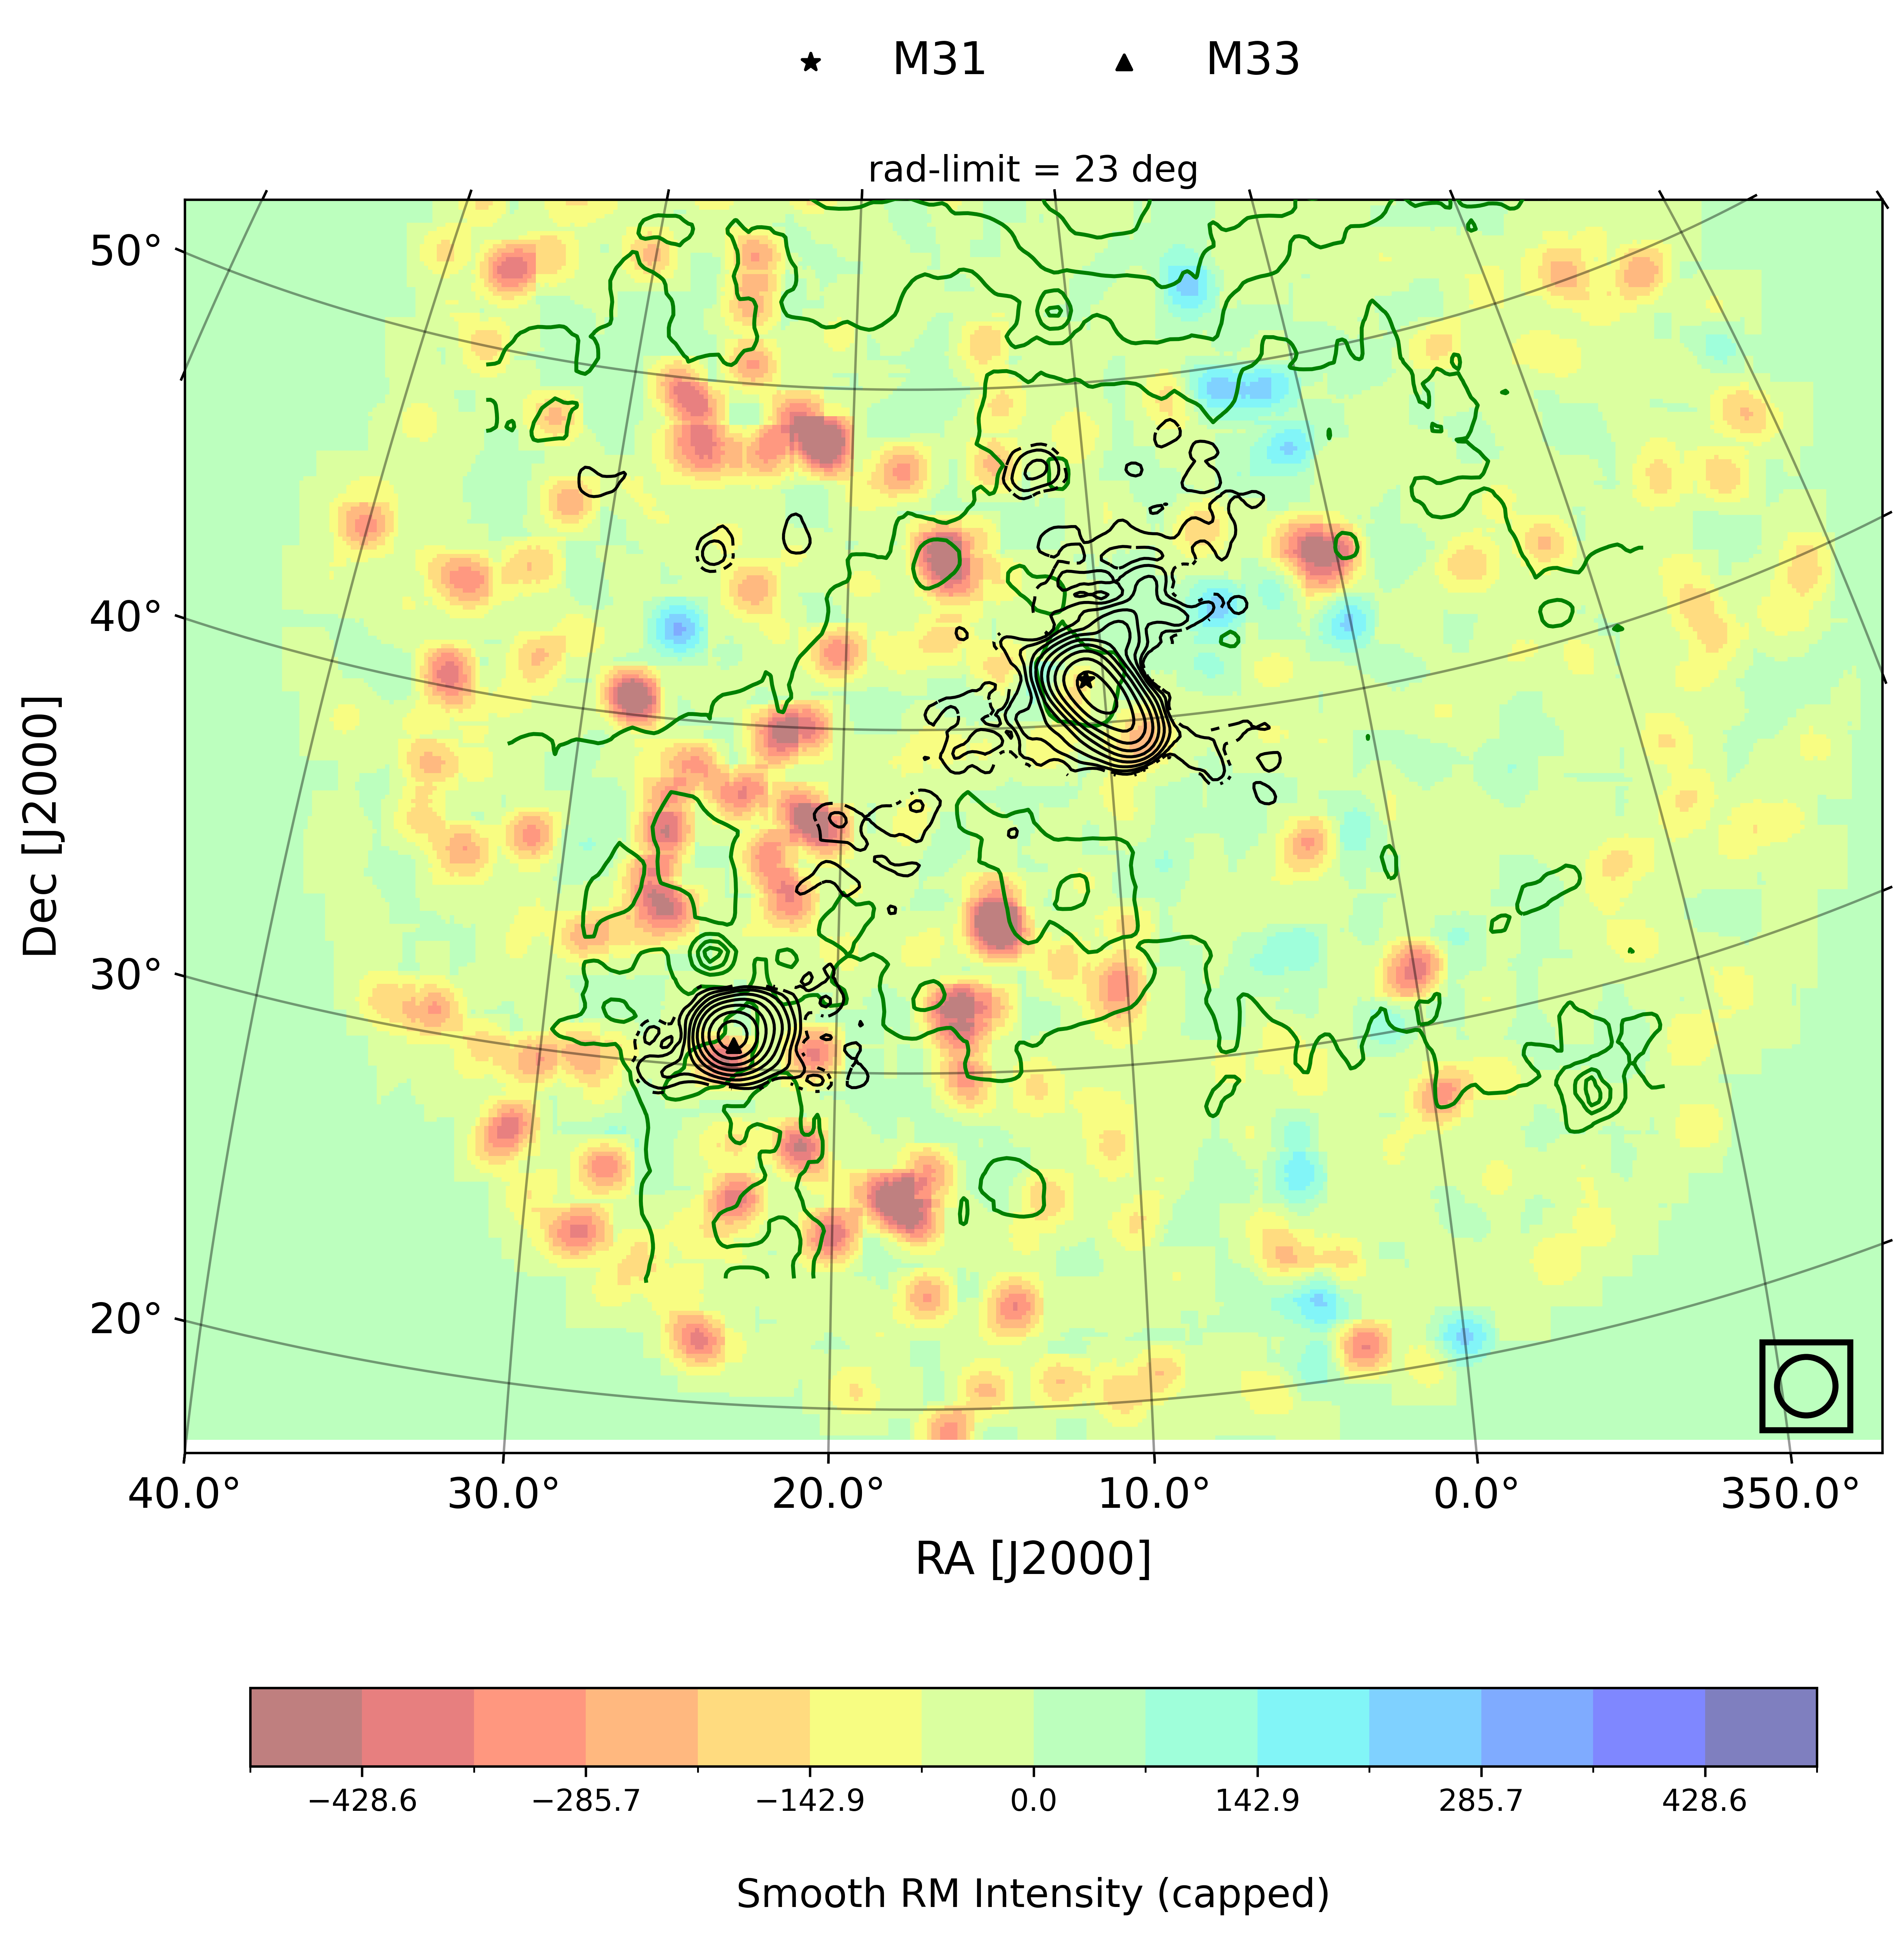 M31 M33
rad-limit = 23 deg
50°
40°
30°
20°
Dec [J2000]
40.0° 30.0° 20.0° 10.0° 0.0° 350.0°
RA [J2000]
−428.6 −285.7 −142.9 0.0 142.9 285.7 428.6
Smooth RM Intensity (capped)